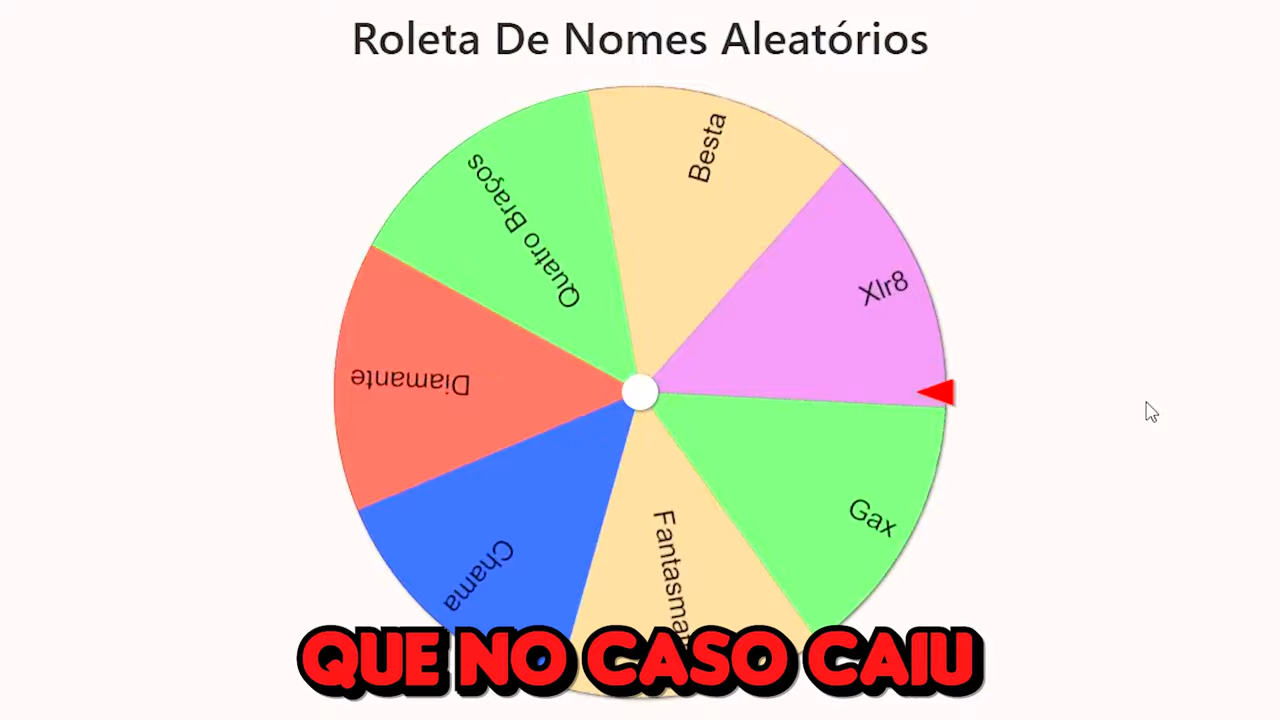 Roleta De Nomes Aleatórios
Besta
Quatro Braços
Xlr8
Diamante
Gax
Chama
QUE NO CASO CAIU